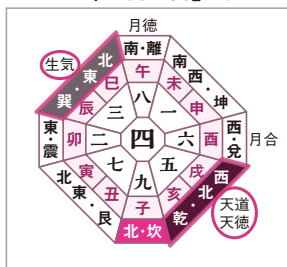 月徳
南・離
生気
北東・巽
南西・坤
巳
午
未
辰
申
三
八
一
東・震
卯
二
四
六
酉
西・兌
月合
寅
七
九
五
戌
丑
子
亥
北東・艮
北・坎
西北・乾
天道
天徳